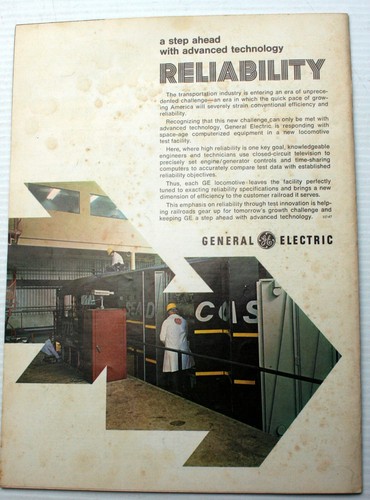 a step ahead
with advanced technology
RELIABILITY
The transportation industry is entering an era of unprece-
dented challenge—an era in which the quick pace of grow-
ing America will severely strain conventional efficiency and
reliability.
Recognizing that this new challenge can only be met with
advanced technology, General Electric is responding with
space-age computerized equipment in a new locomotive
test facility.
Here, where high reliability is one key goal, knowledgeable
engineers and technicians use closed-circuit television to
precisely set engine/generator controls and time-sharing
computers to accurately compare test data with established
reliability objectives.
Thus, each GE locomotive leaves the facility perfectly
tuned to exacting reliability specifications and brings a new
dimension of efficiency to the customer railroad it serves.
This emphasis on reliability through test innovation is help-
ing railroads gear up for tomorrow's growth challenge and
keeping GE a step ahead with advanced technology.
GENERAL GE ELECTRIC